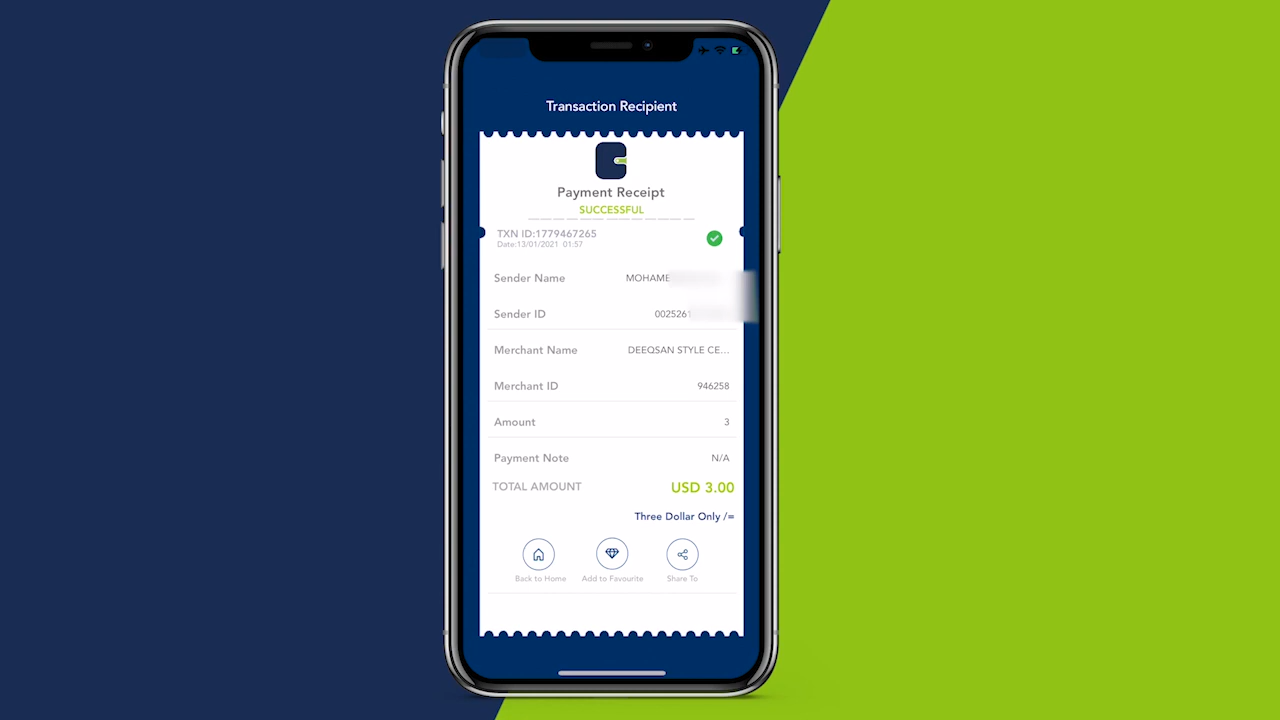 Transaction Recipient
Payment Receipt
SUCCESSFUL
TXN ID:1779467265
Date:13/01/2021 01:57
Sender Name MOHAME
Sender ID 0025261
Merchant Name DEEQSAN STYLE CE...
Merchant ID 946258
Amount 3
Payment Note N/A
TOTAL AMOUNT USD 3.00
Three Dollar Only /=
Back to Home Add to Favourite Share To